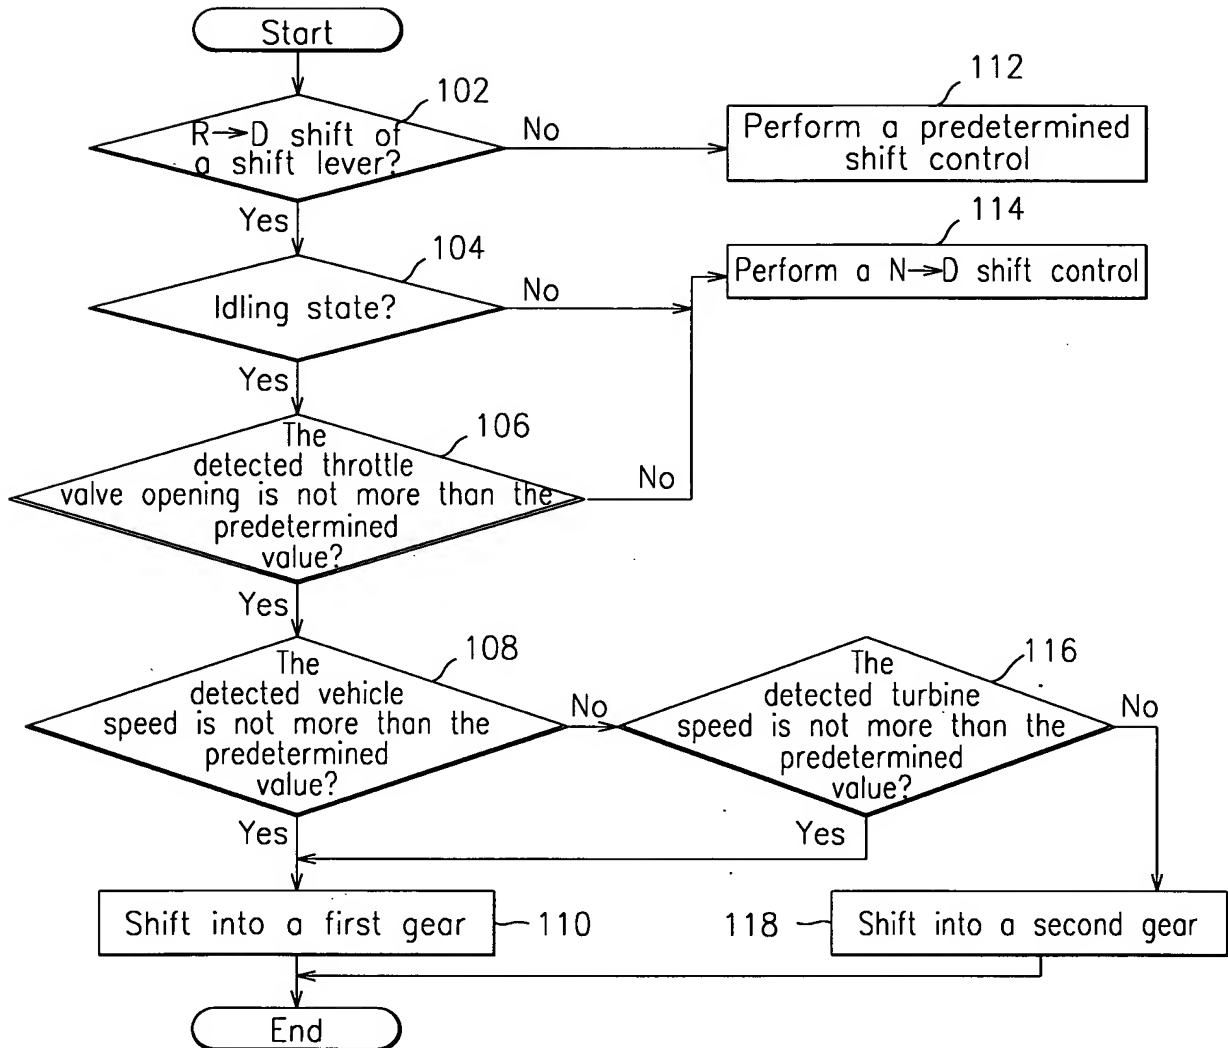 Start
102
R→D shift of
a shift lever?
No
112
Perform a predetermined
shift control
Yes
104
Idling state?
No
114
Perform a N→D shift control
Yes
106
The
detected throttle
valve opening is not more than the
predetermined
value?
No
Yes
108
The
detected vehicle
speed is not more than the
predetermined
value?
No
116
The
detected turbine
speed is not more than the
predetermined
value?
No
Yes
Yes
Shift into a first gear
110
118
Shift into a second gear
End